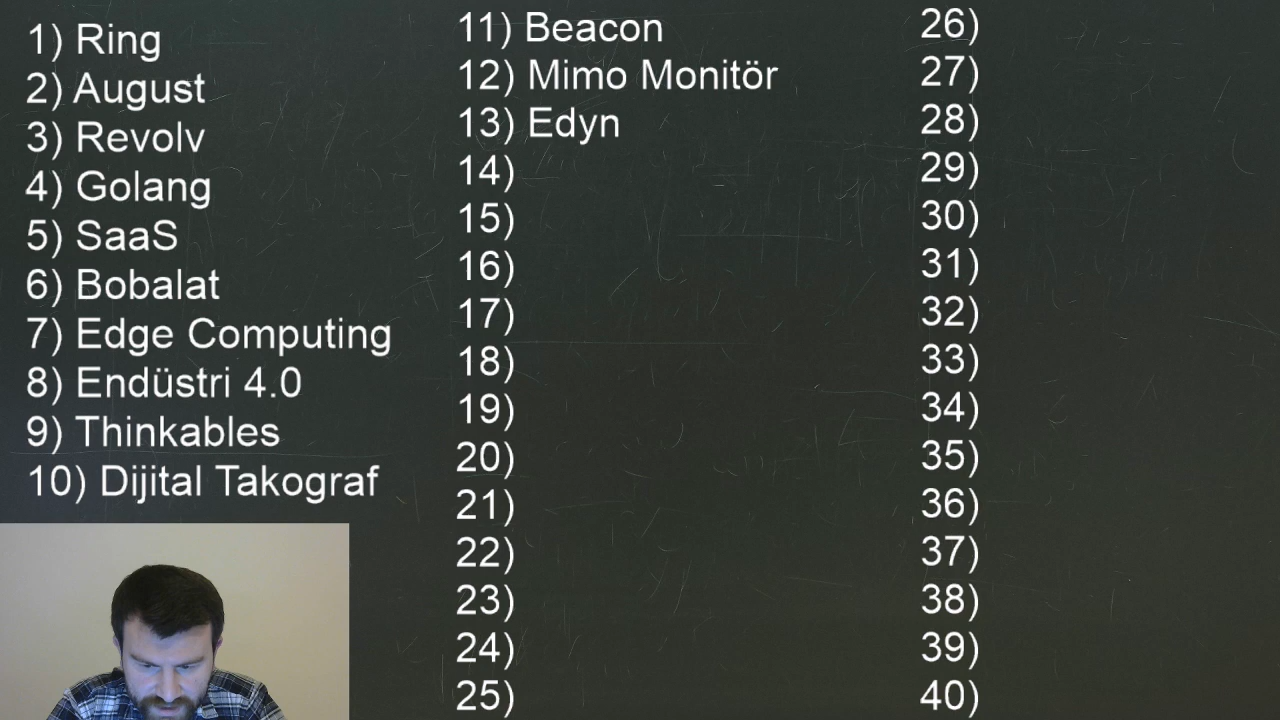 1) Ring
2) August
3) Revolv
4) Golang
5) SaaS
6) Bobalat
7) Edge Computing
8) Endüstri 4.0
9) Thinkables
10) Dijital Takograf
11) Beacon
12) Mimo Monitör
13) Edyn
14)
15)
16)
17)
18)
19)
20)
21)
22)
23)
24)
25)
26)
27)
28)
29)
30)
31)
32)
33)
34)
35)
36)
37)
38)
39)
40)